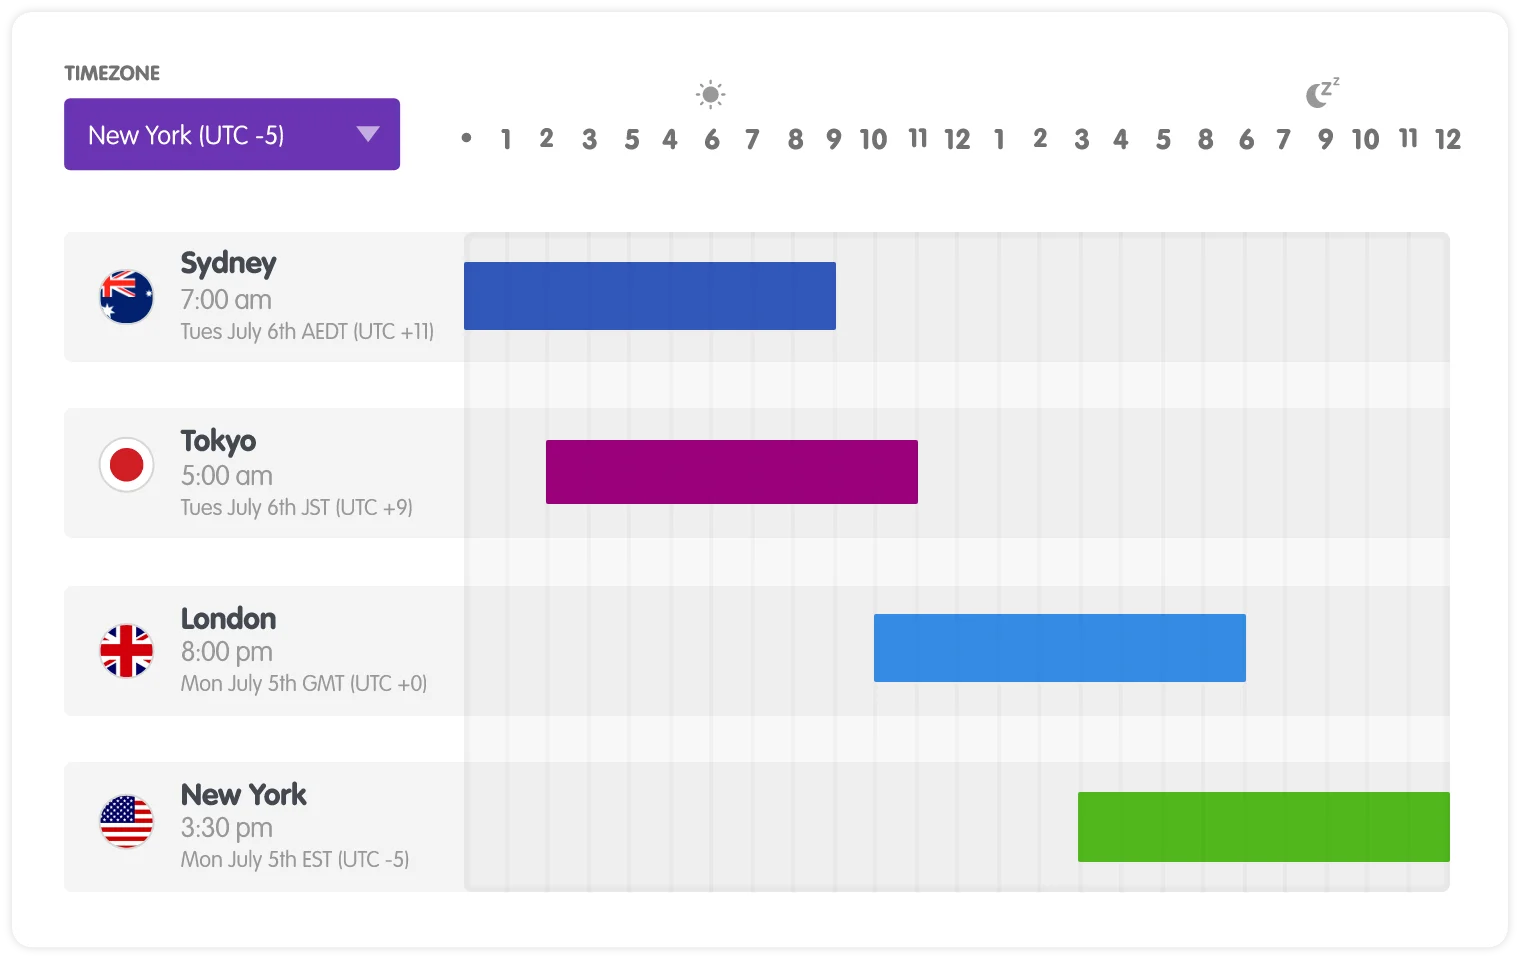 TIMEZONE
New York (UTC -5)
• 1 2 3 5 4 6 7 8 9 10 11 12 1 2 3 4 5 8 6 7 9 10 11 12
Sydney
7:00 am
Tues July 6th AEDT (UTC +11)
Tokyo
5:00 am
Tues July 6th JST (UTC +9)
London
8:00 pm
Mon July 5th GMT (UTC +0)
New York
3:30 pm
Mon July 5th EST (UTC -5)